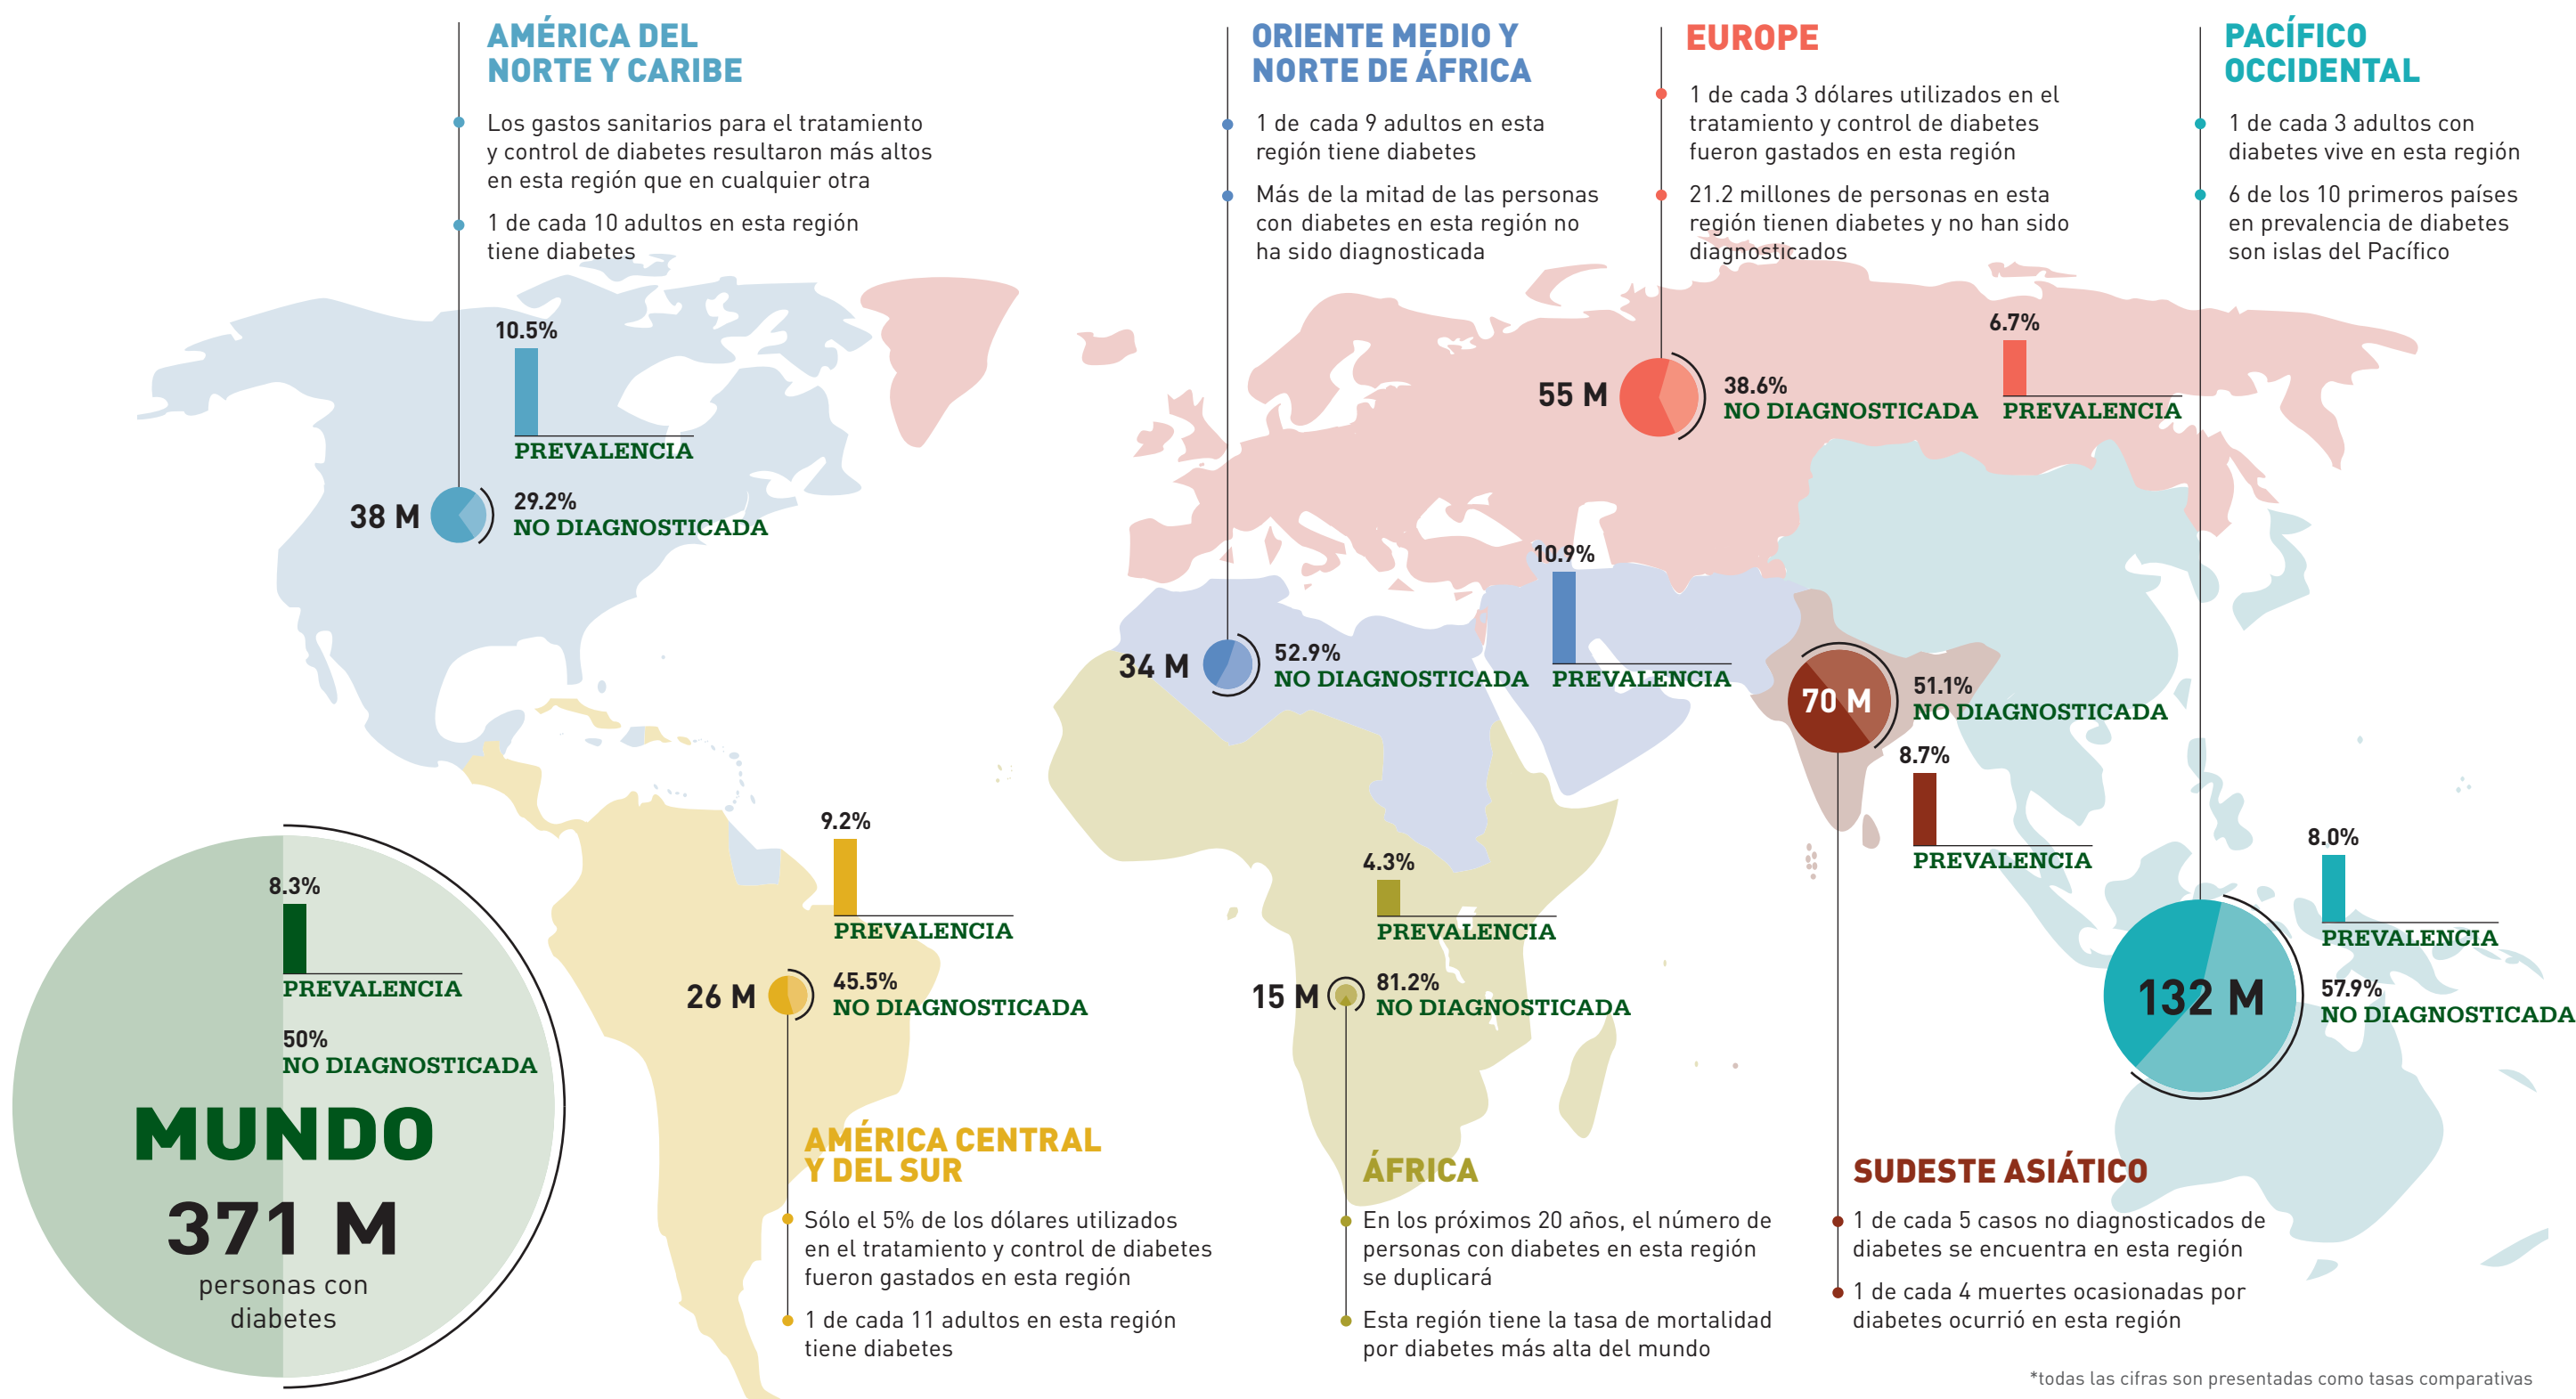 AMÉRICA DEL
NORTE Y CARIBE
Los gastos sanitarios para el tratamiento
y control de diabetes resultaron más altos
en esta región que en cualquier otra
1 de cada 10 adultos en esta región
tiene diabetes
10.5%
PREVALENCIA
38 M
29.2%
NO DIAGNOSTICADA
ORIENTE MEDIO Y
NORTE DE ÁFRICA
1 de cada 9 adultos en esta
región tiene diabetes
Más de la mitad de las personas
con diabetes en esta región no
ha sido diagnosticada
34 M
52.9%
NO DIAGNOSTICADA
10.9%
PREVALENCIA
EUROPE
1 de cada 3 dólares utilizados en el
tratamiento y control de diabetes
fueron gastados en esta región
21.2 millones de personas en esta
región tienen diabetes y no han sido
diagnosticados
55 M
38.6%
NO DIAGNOSTICADA
6.7%
PREVALENCIA
PACÍFICO
OCCIDENTAL
1 de cada 3 adultos con
diabetes vive en esta región
6 de los 10 primeros países
en prevalencia de diabetes
son islas del Pacífico
8.0%
PREVALENCIA
132 M
57.9%
NO DIAGNOSTICADA
8.3%
PREVALENCIA
50%
NO DIAGNOSTICADA
MUNDO
371 M
personas con
diabetes
9.2%
PREVALENCIA
26 M
45.5%
NO DIAGNOSTICADA
AMÉRICA CENTRAL
Y DEL SUR
Sólo el 5% de los dólares utilizados
en el tratamiento y control de diabetes
fueron gastados en esta región
1 de cada 11 adultos en esta región
tiene diabetes
4.3%
PREVALENCIA
15 M
81.2%
NO DIAGNOSTICADA
ÁFRICA
En los próximos 20 años, el número de
personas con diabetes en esta región
se duplicará
Esta región tiene la tasa de mortalidad
por diabetes más alta del mundo
70 M
51.1%
NO DIAGNOSTICADA
8.7%
PREVALENCIA
SUDESTE ASIÁTICO
1 de cada 5 casos no diagnosticados de
diabetes se encuentra en esta región
1 de cada 4 muertes ocasionadas por
diabetes ocurrió en esta región
*todas las cifras son presentadas como tasas comparativas